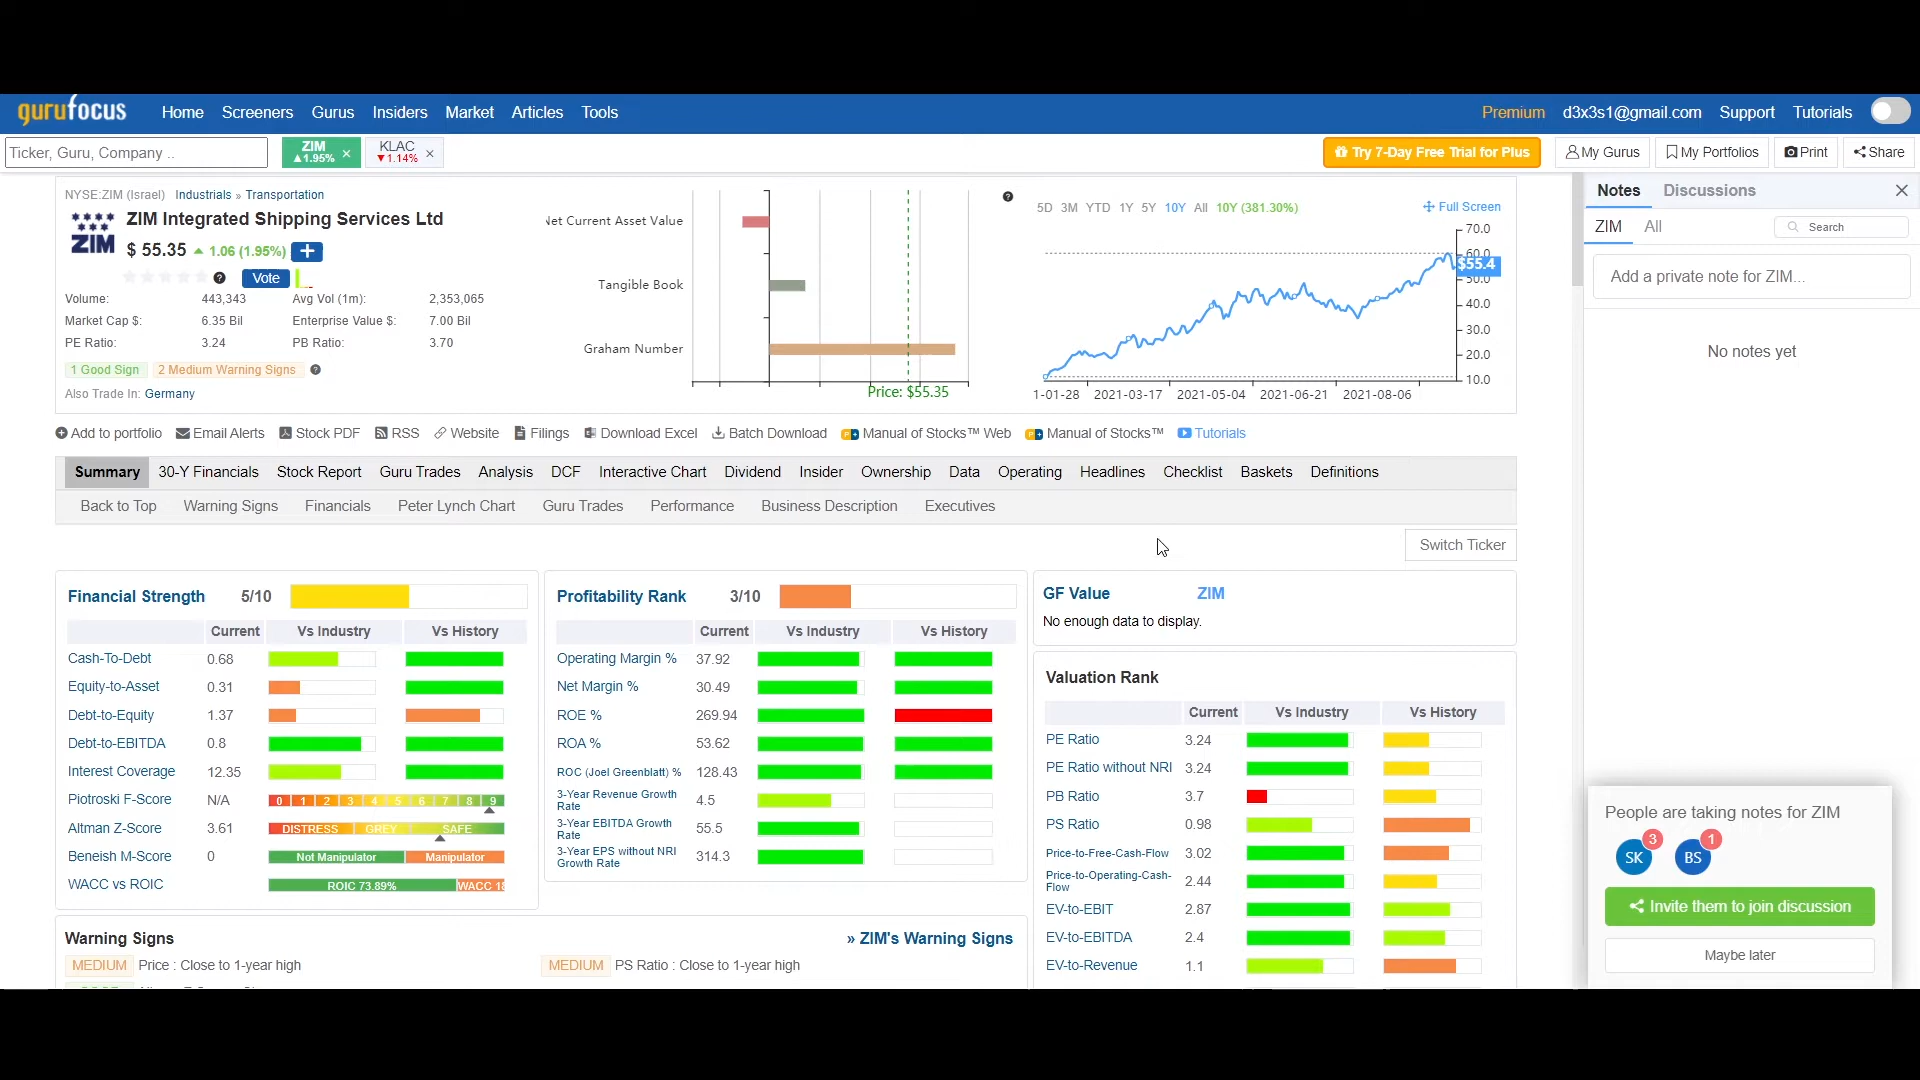 gurufocus Home Screeners Gurus Insiders Market Articles Tools Premium d3x3s1@gmail.com Support Tutorials
Ticker, Guru, Company .. ZIM ▲1.95% × KLAC ▼1.14% × Try 7-Day Free Trial for Plus My Gurus My Portfolios Print Share
NYSE:ZIM (Israel) Industrials » Transportation
ZIM Integrated Shipping Services Ltd
ZIM
$ 55.35 1.06 (1.95%) +
Vote
Volume: 443,343 Avg Vol (1m): 2,353,065
Market Cap $: 6.35 Bil Enterprise Value $: 7.00 Bil
PE Ratio: 3.24 PB Ratio: 3.70
1 Good Sign 2 Medium Warning Signs
Also Trade In: Germany
Net Current Asset Value
Tangible Book
Graham Number
Price: $55.35
5D 3M YTD 1Y 5Y 10Y All 10Y (381.30%) Full Screen
70.0
60.0
$55.4
50.0
40.0
30.0
20.0
10.0
1-01-28 2021-03-17 2021-05-04 2021-06-21 2021-08-06
Add to portfolio Email Alerts Stock PDF RSS Website Filings Download Excel Batch Download Manual of Stocks™ Web Manual of Stocks™ Tutorials
Summary 30-Y Financials Stock Report Guru Trades Analysis DCF Interactive Chart Dividend Insider Ownership Data Operating Headlines Checklist Baskets Definitions
Back to Top Warning Signs Financials Peter Lynch Chart Guru Trades Performance Business Description Executives
Switch Ticker
Financial Strength 5/10
Current Vs Industry Vs History
Cash-To-Debt 0.68
Equity-to-Asset 0.31
Debt-to-Equity 1.37
Debt-to-EBITDA 0.8
Interest Coverage 12.35
Piotroski F-Score N/A 0 1 2 3 4 5 6 7 8 9
Altman Z-Score 3.61 DISTRESS GREY SAFE
Beneish M-Score 0 Not Manipulator Manipulator
WACC vs ROIC ROIC 73.89% WACC 18
Profitability Rank 3/10
Current Vs Industry Vs History
Operating Margin % 37.92
Net Margin % 30.49
ROE % 269.94
ROA % 53.62
ROC (Joel Greenblatt) % 128.43
3-Year Revenue Growth Rate 4.5
3-Year EBITDA Growth Rate 55.5
3-Year EPS without NRI Growth Rate 314.3
GF Value ZIM
No enough data to display.
Valuation Rank
Current Vs Industry Vs History
PE Ratio 3.24
PE Ratio without NRI 3.24
PB Ratio 3.7
PS Ratio 0.98
Price-to-Free-Cash-Flow 3.02
Price-to-Operating-Cash-Flow 2.44
EV-to-EBIT 2.87
EV-to-EBITDA 2.4
EV-to-Revenue 1.1
Warning Signs » ZIM's Warning Signs
MEDIUM Price : Close to 1-year high MEDIUM PS Ratio : Close to 1-year high
Notes Discussions ×
ZIM All Search
Add a private note for ZIM...
No notes yet
People are taking notes for ZIM
SK 3 BS 1
Invite them to join discussion
Maybe later